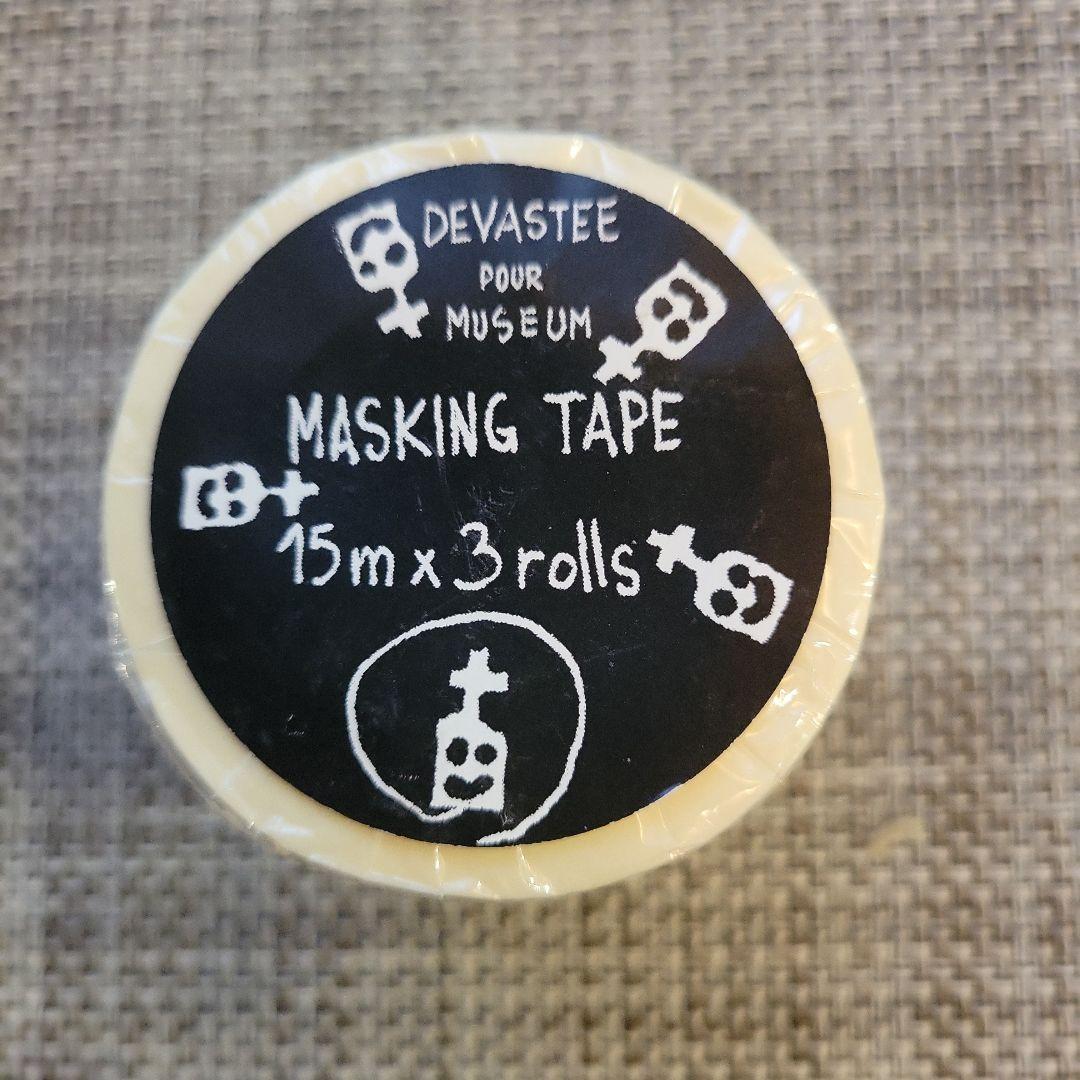 DEVASTEE
POUR
MUSEUM
MASKING TAPE
15m x 3 rolls